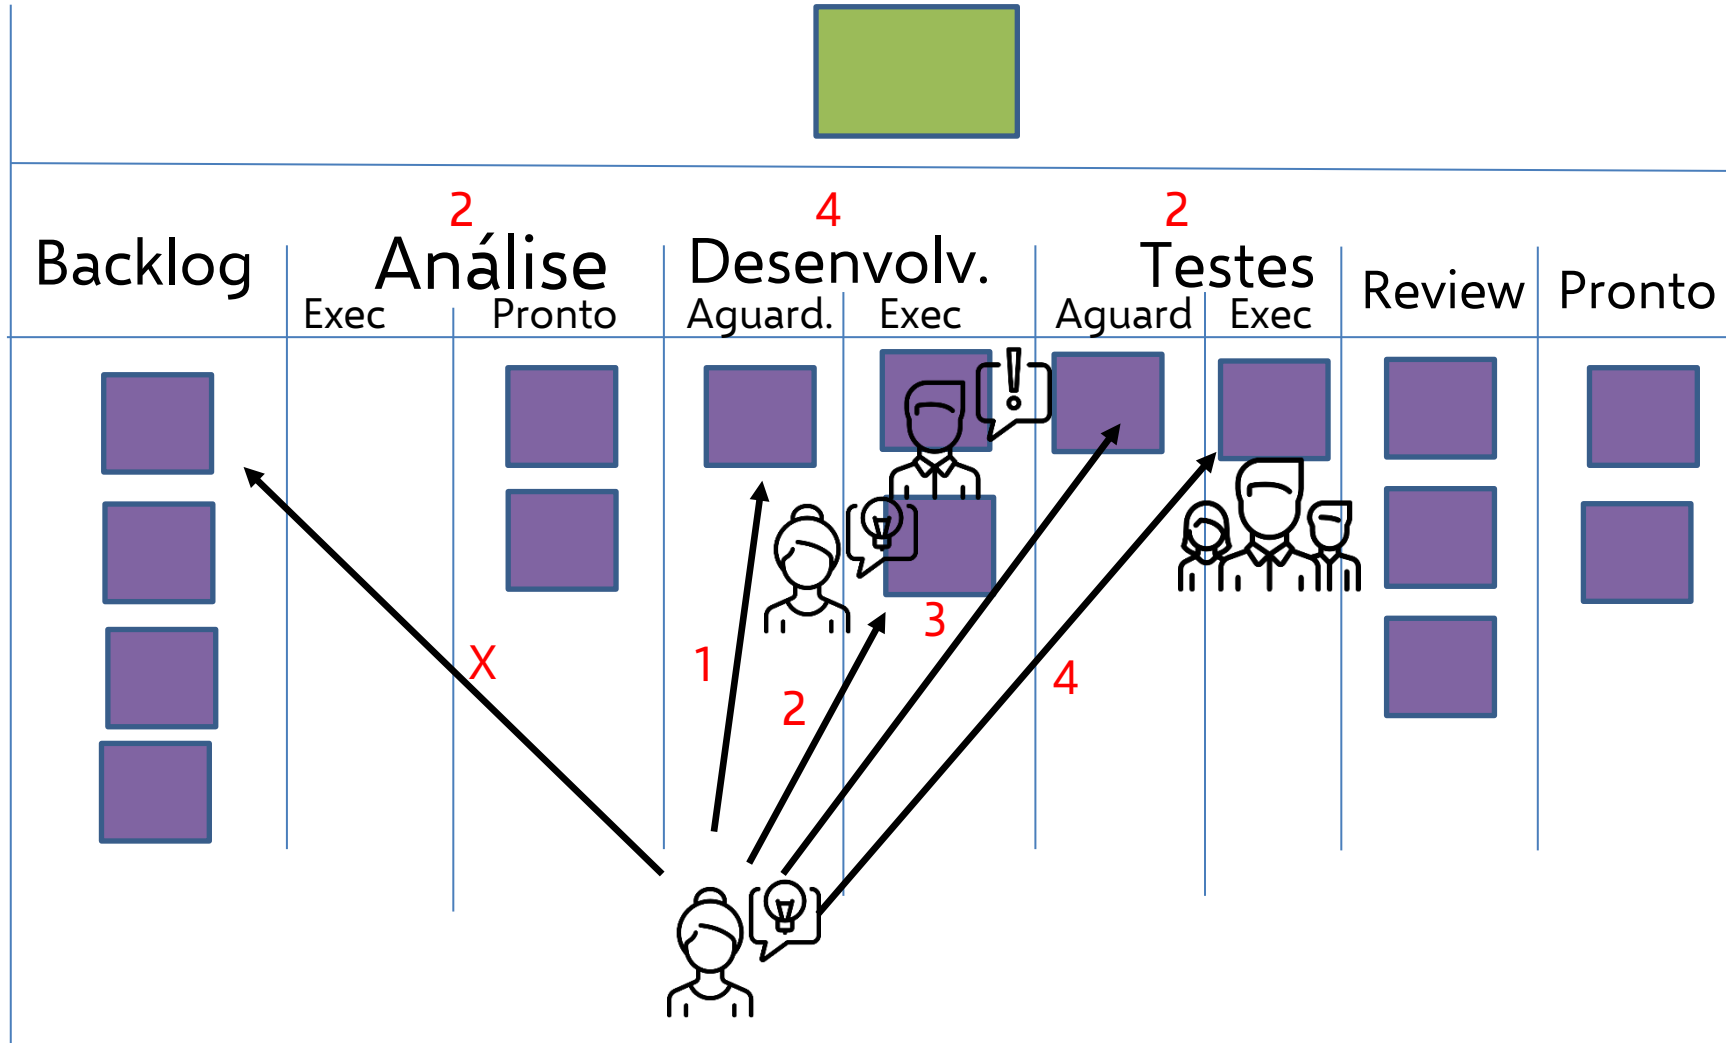 2 4 2
Backlog Análise Desenvolv. Testes Review Pronto
Exec Pronto Aguard. Exec Aguard Exec
!
3
X 1 4
2